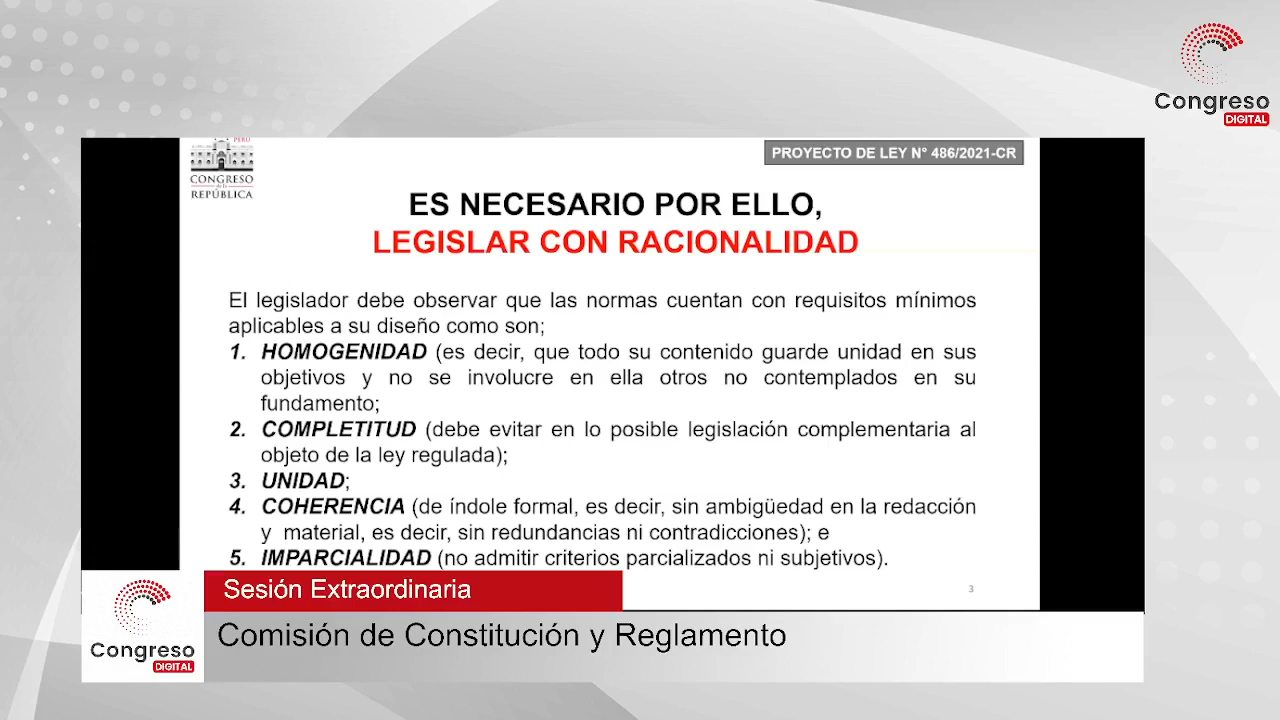 Congreso
DIGITAL
PERÚ
CONGRESO
de la
REPÚBLICA
PROYECTO DE LEY N° 486/2021-CR
ES NECESARIO POR ELLO,
LEGISLAR CON RACIONALIDAD
El legislador debe observar que las normas cuentan con requisitos mínimos
aplicables a su diseño como son;
1. HOMOGENIDAD (es decir, que todo su contenido guarde unidad en sus
objetivos y no se involucre en ella otros no contemplados en su
fundamento;
2. COMPLETITUD (debe evitar en lo posible legislación complementaria al
objeto de la ley regulada);
3. UNIDAD;
4. COHERENCIA (de índole formal, es decir, sin ambigüedad en la redacción
y material, es decir, sin redundancias ni contradicciones); e
5. IMPARCIALIDAD (no admitir criterios parcializados ni subjetivos).
3
Sesión Extraordinaria
Comisión de Constitución y Reglamento
Congreso
DIGITAL